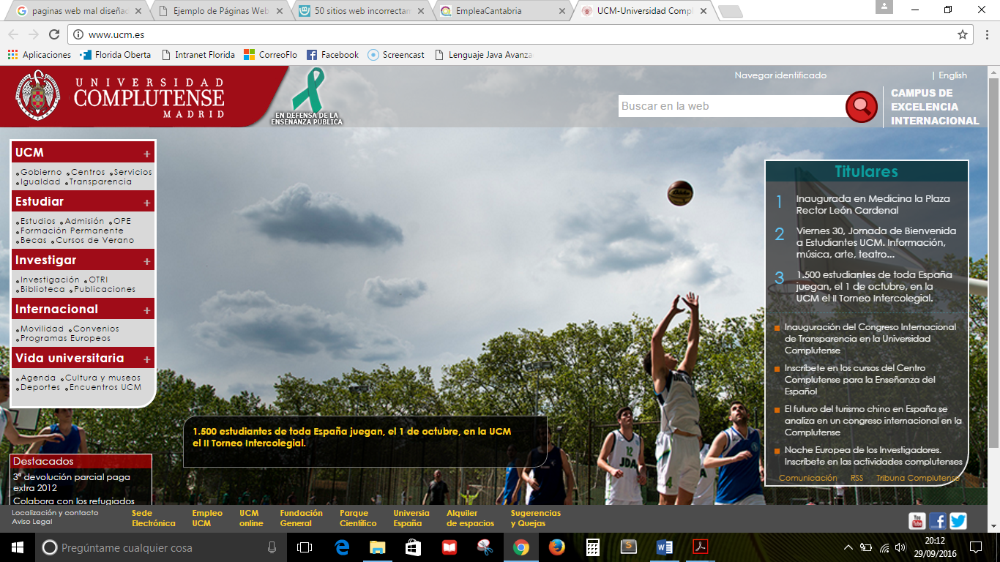 paginas web mal diseñad
Ejemplo de Páginas Web
50 sitios web incorrectam
EmpleaCantabria
UCM-Universidad Compl
www.ucm.es
Aplicaciones
Florida Oberta
Intranet Florida
CorreoFlo
Facebook
Screencast
Lenguaje Java Avanza
UNIVERSIDAD
COMPLUTENSE
MADRID
EN DEFENSA DE LA
ENSEÑANZA PÚBLICA
Navegar identificado
| English
Buscar en la web
CAMPUS DE
EXCELENCIA
INTERNACIONAL
UCM +
Gobierno Centros Servicios
Igualdad Transparencia
Estudiar +
Estudios Admisión OPE
Formación Permanente
Becas Cursos de Verano
Investigar +
Investigación OTRI
Biblioteca Publicaciones
Internacional +
Movilidad Convenios
Programas Europeos
Vida universitaria +
Agenda Cultura y museos
Deportes Encuentros UCM
Destacados
3ª devolución parcial paga
extra 2012
Colabora con los refugiados
1.500 estudiantes de toda España juegan, el 1 de octubre, en la UCM
el II Torneo Intercolegial.
JDA
12
Titulares
1 Inaugurada en Medicina la Plaza
Rector León Cardenal
2 Viernes 30, Jornada de Bienvenida
a Estudiantes UCM. Información,
música, arte, teatro...
3 1.500 estudiantes de toda España
juegan, el 1 de octubre, en la
UCM el II Torneo Intercolegial.
Inauguración del Congreso Internacional
de Transparencia en la Universidad
Complutense
Inscríbete en los cursos del Centro
Complutense para la Enseñanza del
Español
El futuro del turismo chino en España se
analiza en un congreso internacional en la
Complutense
Noche Europea de los Investigadores.
Inscríbete en las actividades complutenses
Comunicación RSS Tribuna Complutense
Localización y contacto
Aviso Legal
Sede
Electrónica
Empleo
UCM
UCM
online
Fundación
General
Parque
Científico
Universia
España
Alquiler
de espacios
Sugerencias
y Quejas
You
Tube
Pregúntame cualquier cosa
20:12
29/09/2016